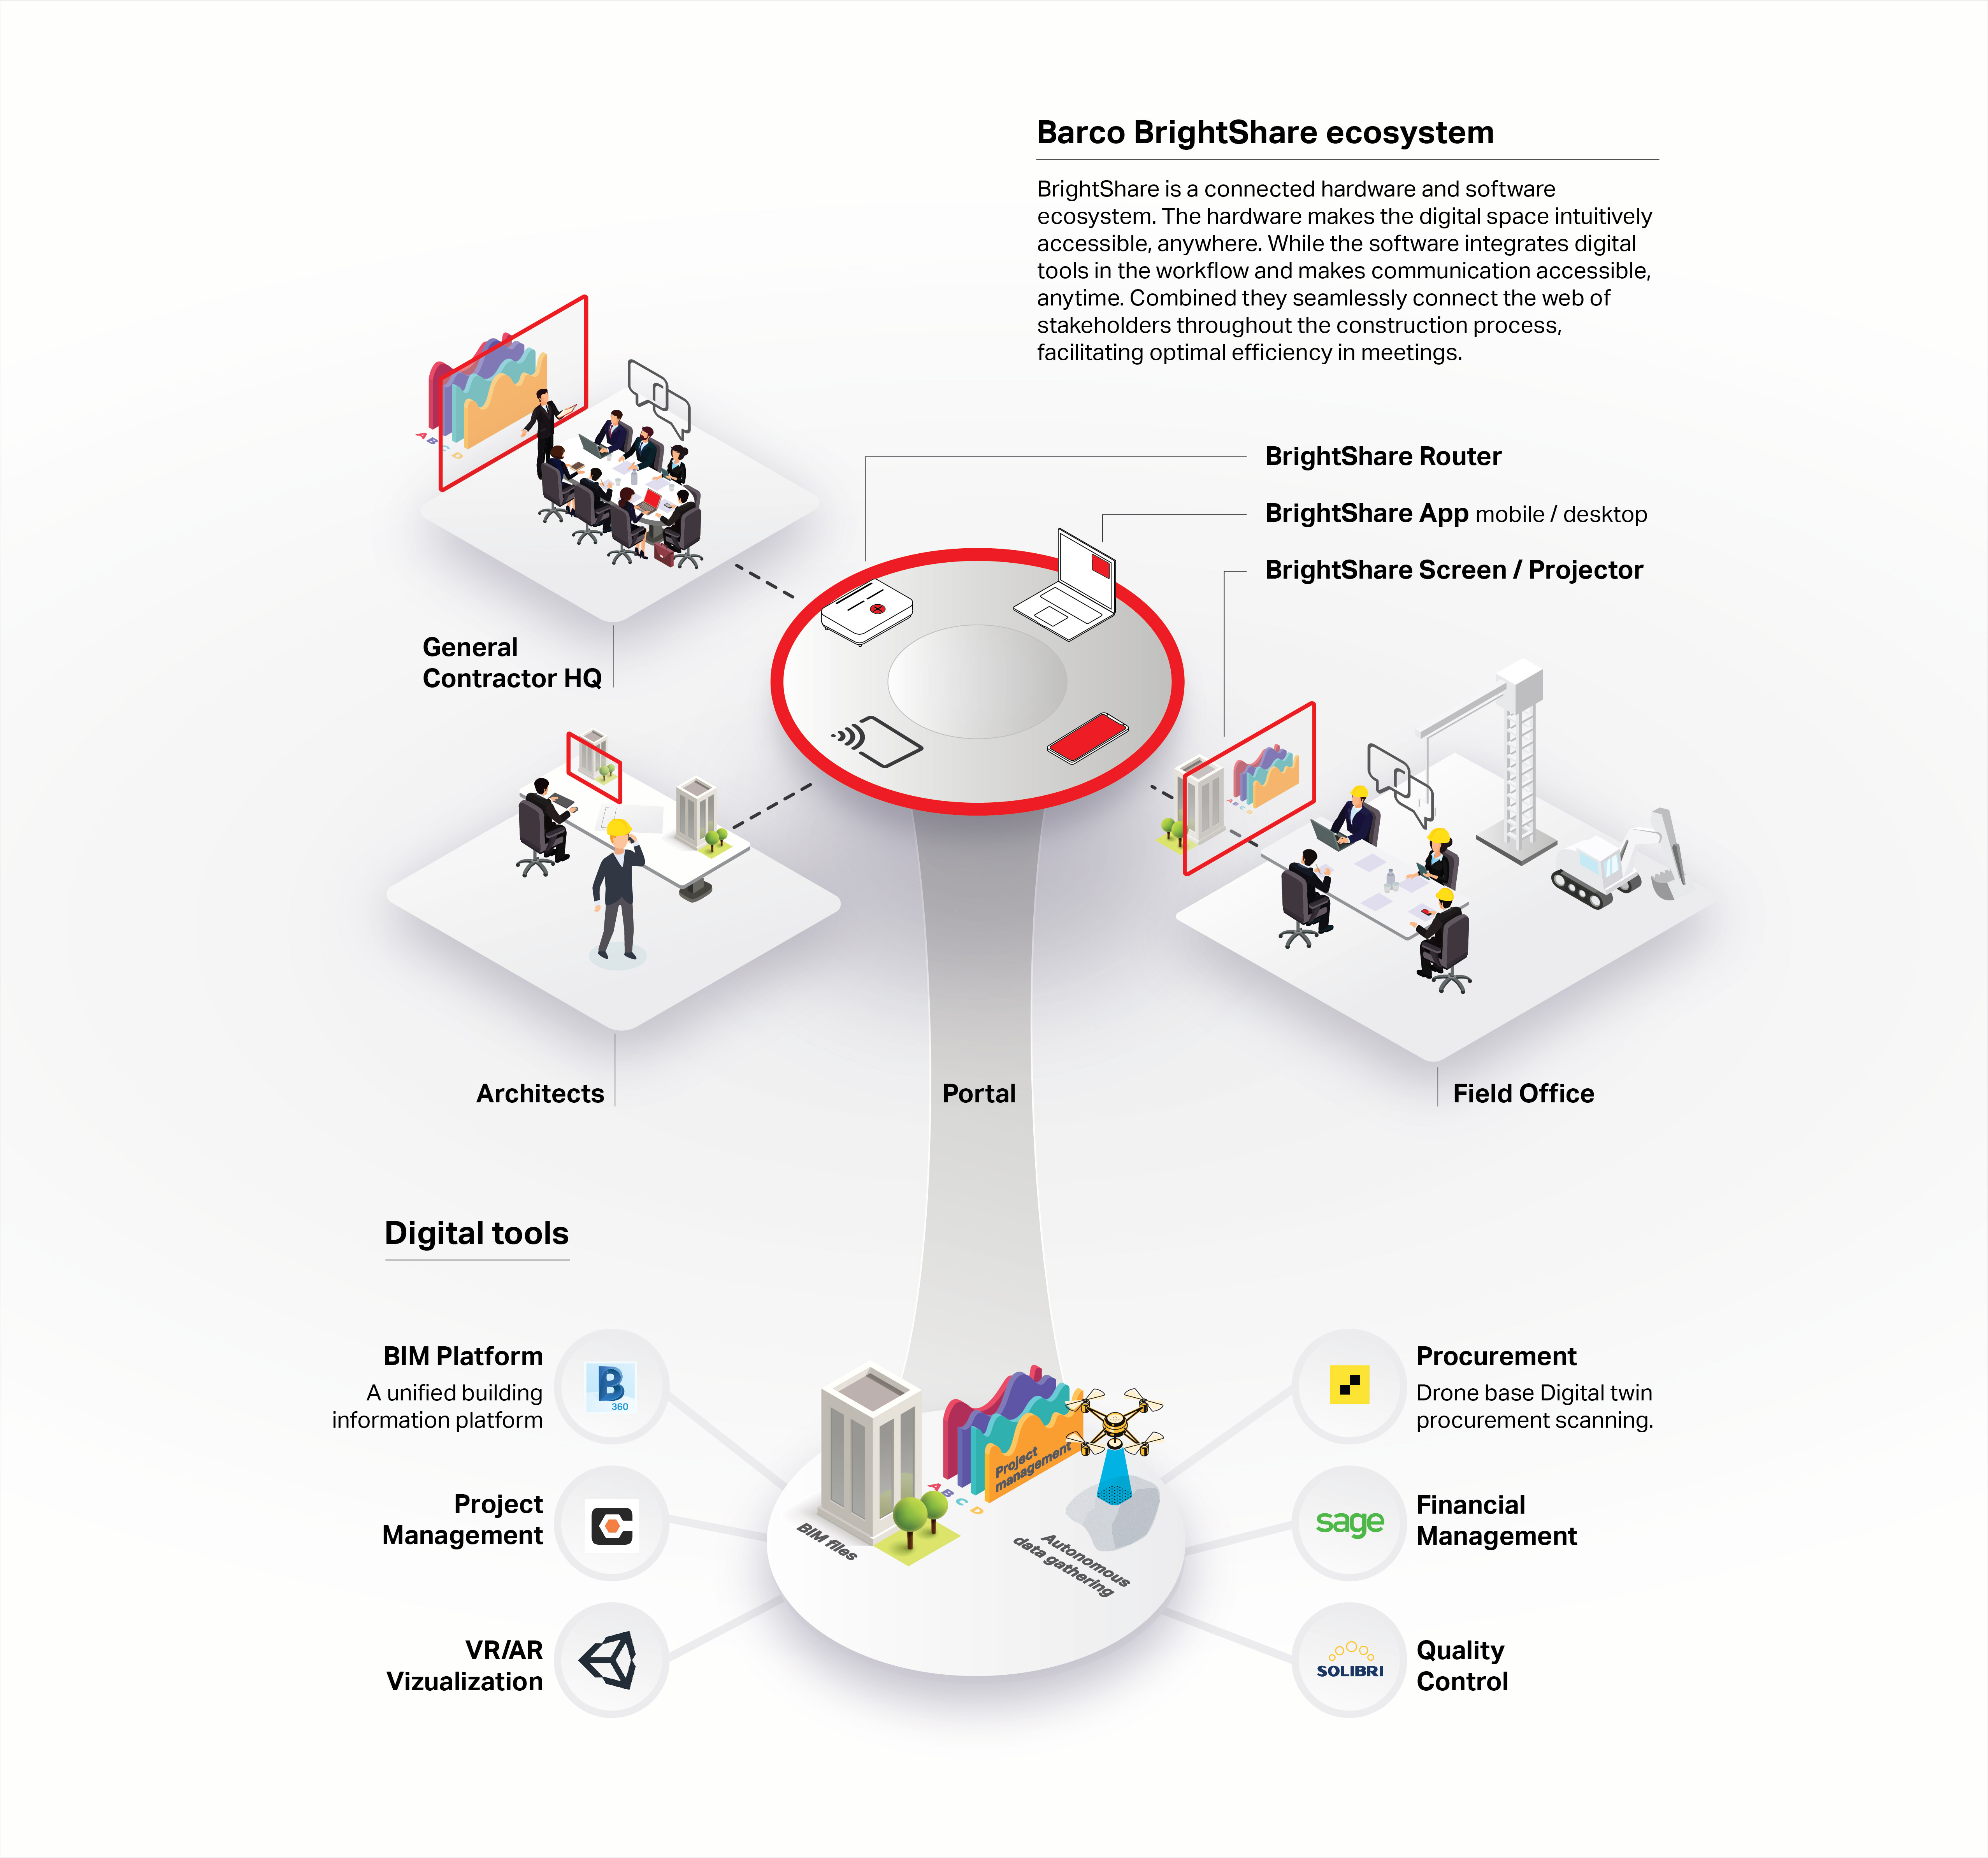 Barco BrightShare ecosystem
BrightShare is a connected hardware and software
ecosystem. The hardware makes the digital space intuitively
accessible, anywhere. While the software integrates digital
tools in the workflow and makes communication accessible,
anytime. Combined they seamlessly connect the web of
stakeholders throughout the construction process,
facilitating optimal efficiency in meetings.
A B C D
BrightShare Router
BrightShare App mobile / desktop
BrightShare Screen / Projector
General
Contractor HQ
A B C D
Architects
Portal
Field Office
Digital tools
BIM Platform
A unified building
information platform
B
360
Project
Management
VR/AR
Vizualization
Project
management
A B C D
BIM files
Autonomous
data gathering
Procurement
Drone base Digital twin
procurement scanning.
sage
Financial
Management
SOLIBRI
Quality
Control